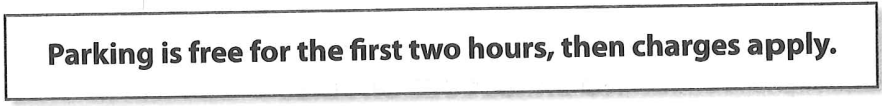 Parking is free for the first two hours, then charges apply.